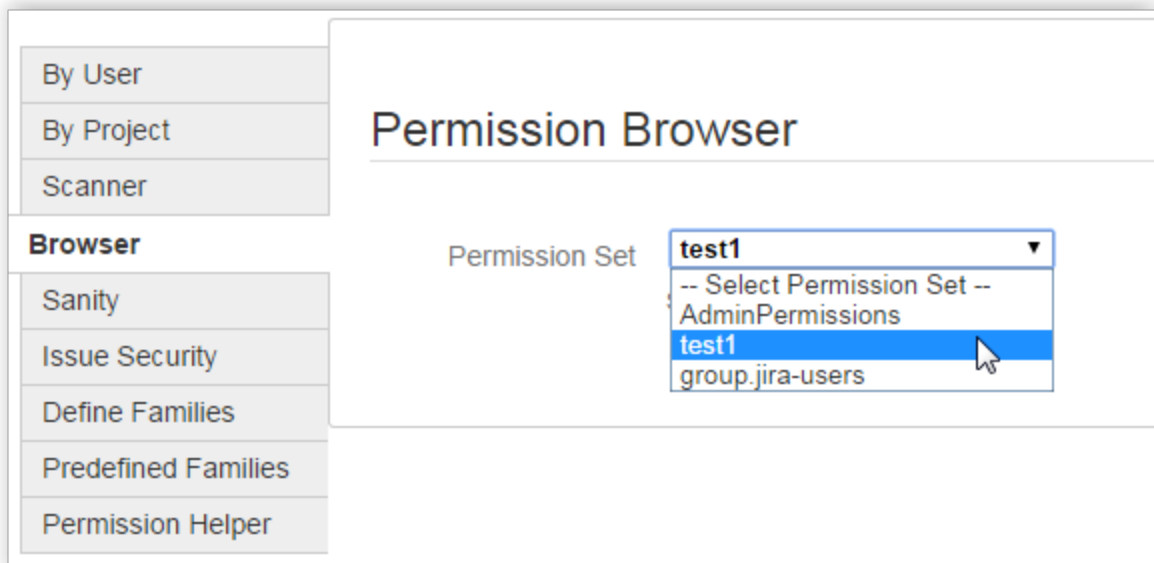 By User
By Project
Scanner
Browser
Sanity
Issue Security
Define Families
Predefined Families
Permission Helper
Permission Browser
Permission Set
test1
-- Select Permission Set --
AdminPermissions
test1
group.jira-users